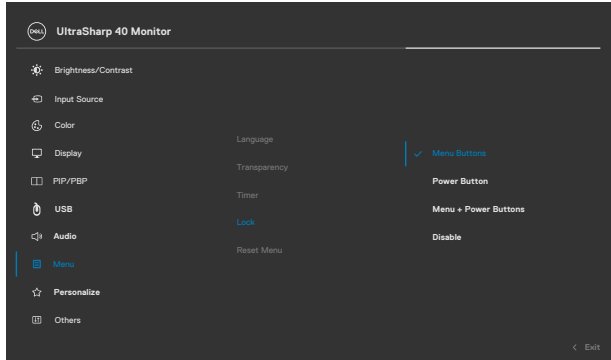 DELL
UltraSharp 40 Monitor
Brightness/Contrast
Input Source
Color
Display
PIP/PBP
USB
Audio
Menu
Personalize
Others
Language
Transparency
Timer
Lock
Reset Menu
Menu Buttons
Power Button
Menu + Power Buttons
Disable
Exit